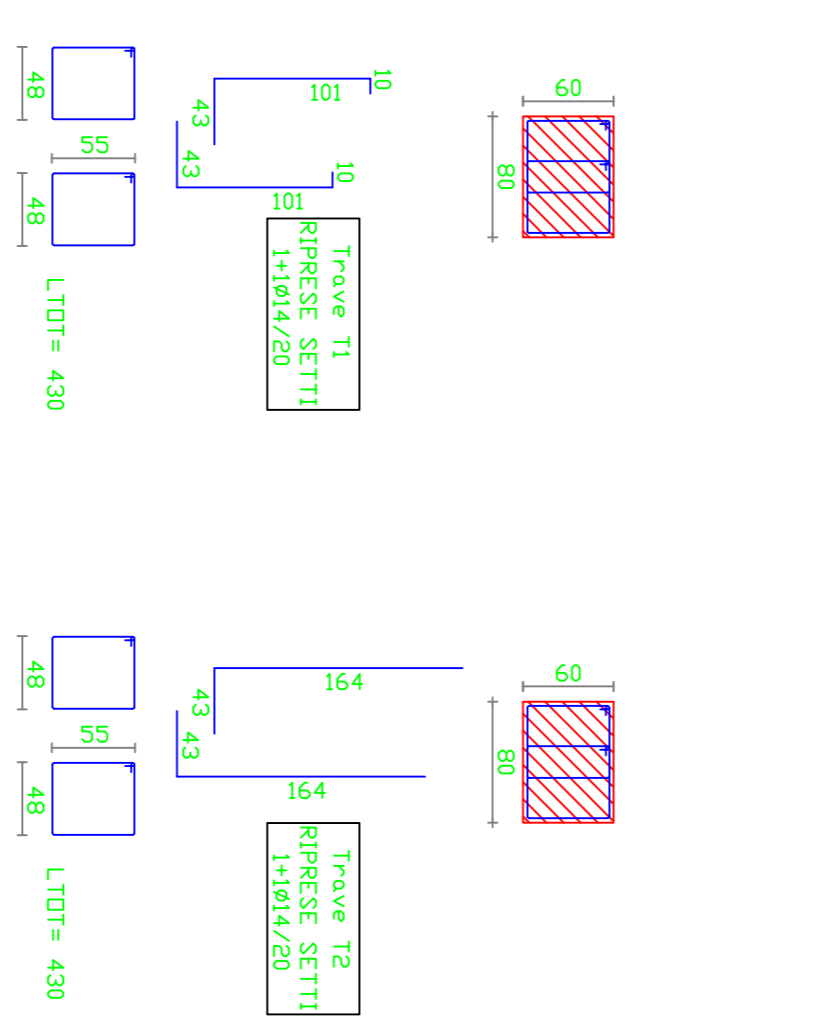 48
10
60
101
43
55
43
10
80
48
101
Trave T1
RIPRESE SETTI
1+1ø14/20
LTOT= 430
48
60
164
43
55
43
80
48
164
Trave T2
RIPRESE SETTI
1+1ø14/20
LTOT= 430